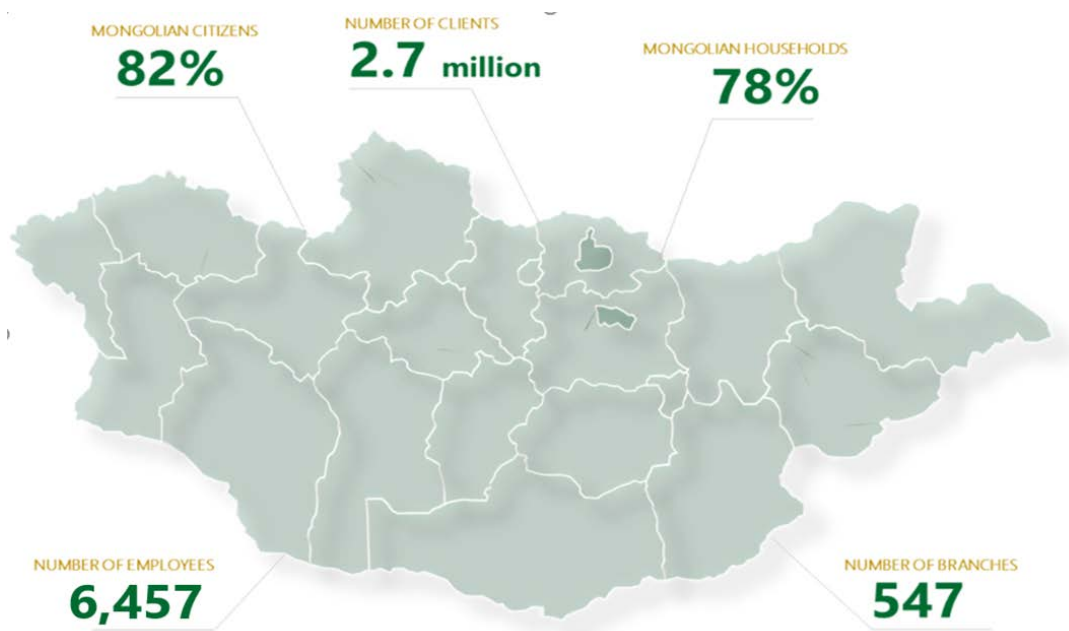 MONGOLIAN CITIZENS
82%
NUMBER OF CLIENTS
2.7 million
MONGOLIAN HOUSEHOLDS
78%
NUMBER OF EMPLOYEES
6,457
NUMBER OF BRANCHES
547